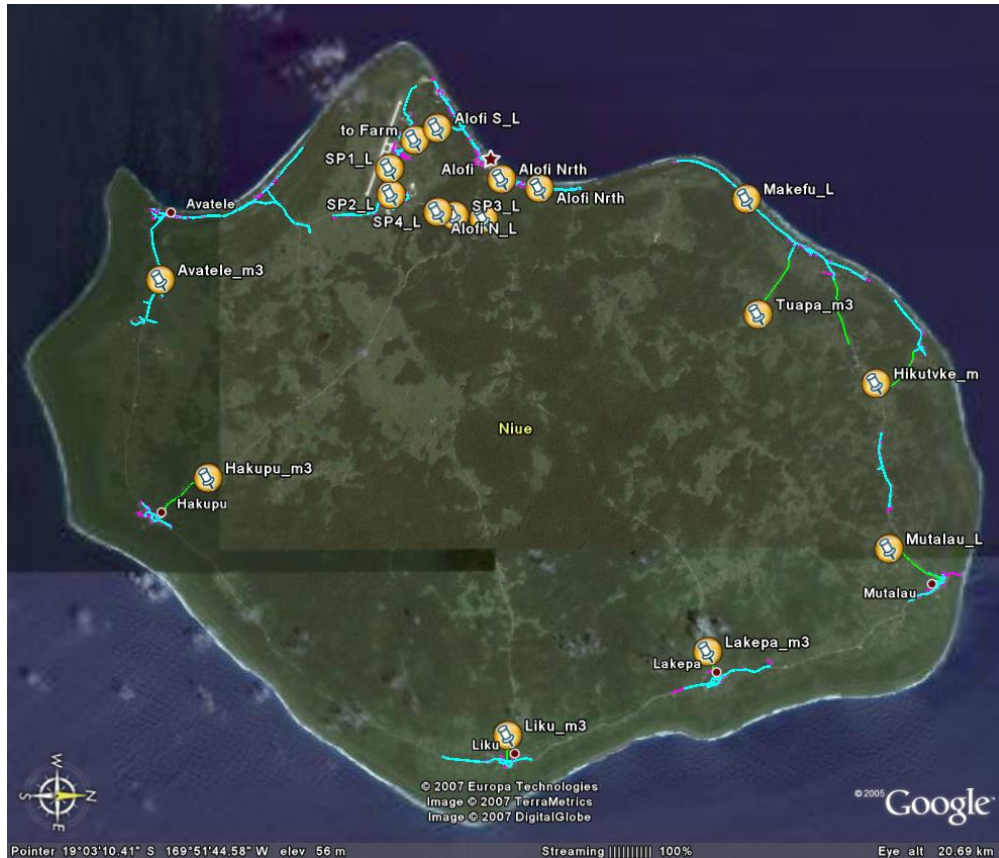 Alofi S_L
to Farm
SP1_L
Alofi
Alofi Nrth
Alofi Nrth
Makefu_L
SP2_L
SP3_L
SP4_L
Alofi N_L
Avatele
Avatele_m3
Tuapa_m3
Hikutvke_m
Niue
Hakupu_m3
Hakupu
Mutalau_L
Mutalau
Lakepa_m3
Lakepa
Liku_m3
Liku
W
S
N
E
© 2007 Europa Technologies
Image © 2007 TerraMetrics
Image © 2007 DigitalGlobe
©2005 Google™
Pointer 19°03'10.41" S 169°51'44.58" W elev 56 m
Streaming |||||||||| 100%
Eye alt 20.69 km